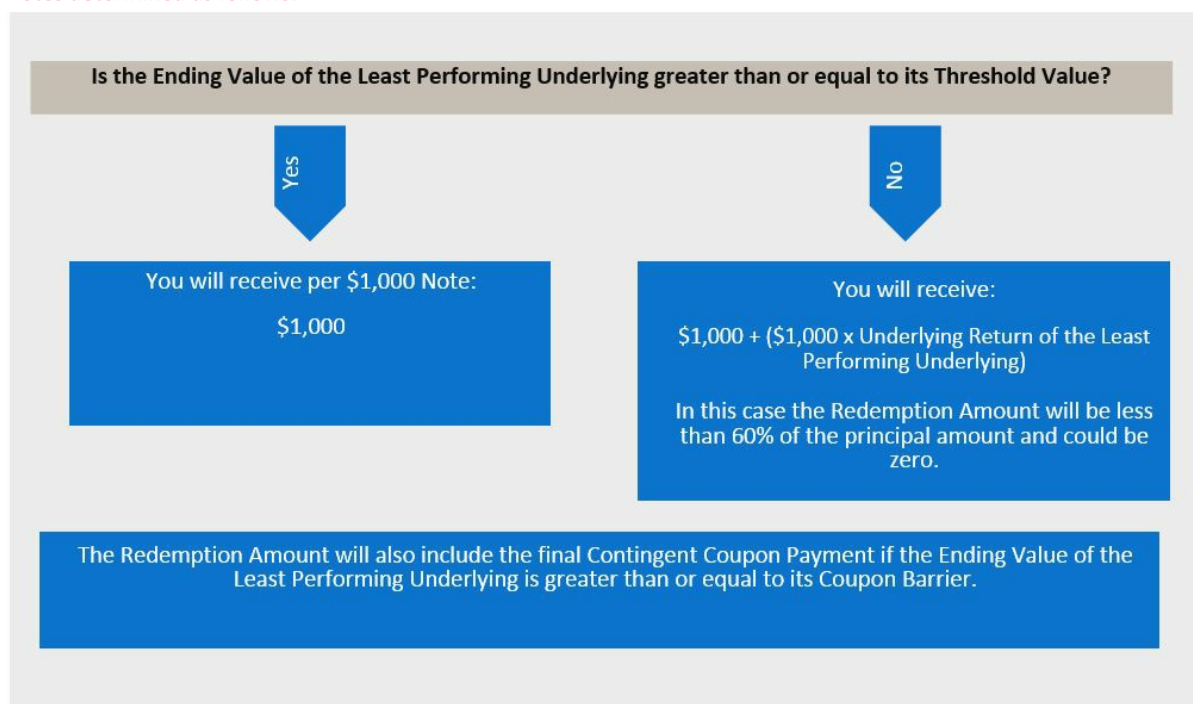 Is the Ending Value of the Least Performing Underlying greater than or equal to its Threshold Value?
Yes
No
You will receive per $1,000 Note:
$1,000
You will receive:
$1,000 + ($1,000 x Underlying Return of the Least
Performing Underlying)
In this case the Redemption Amount will be less
than 60% of the principal amount and could be
zero.
The Redemption Amount will also include the final Contingent Coupon Payment if the Ending Value of the
Least Performing Underlying is greater than or equal to its Coupon Barrier.